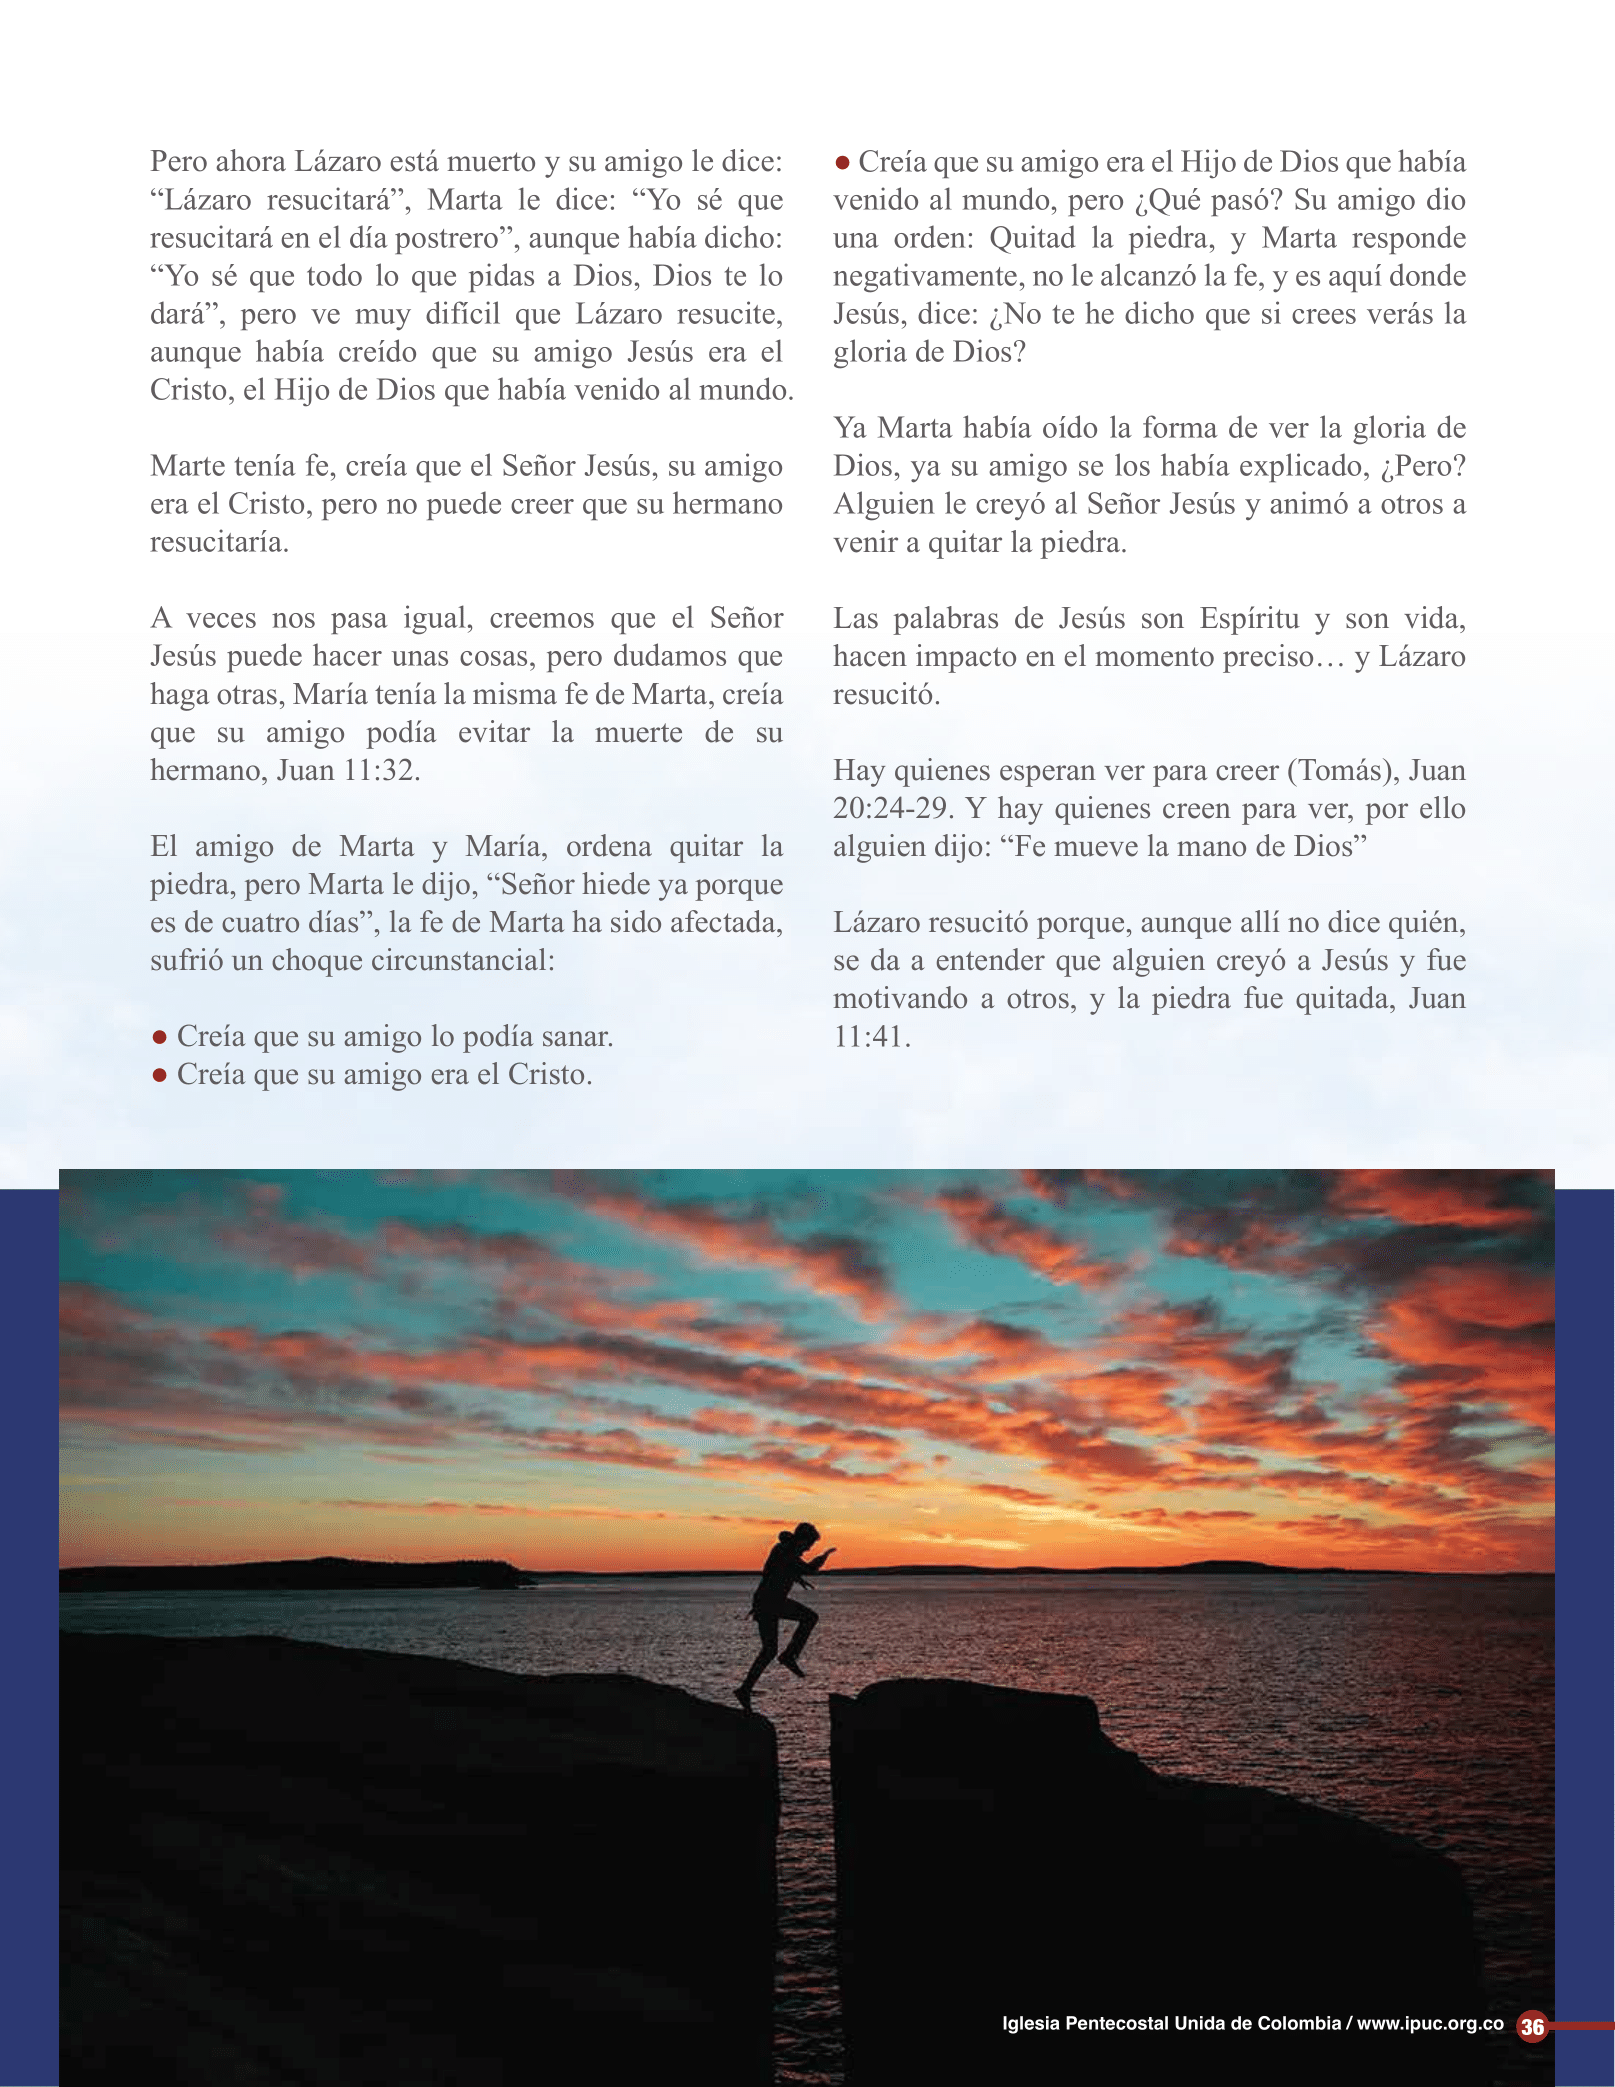 Pero ahora Lázaro está muerto y su amigo le dice:
“Lázaro resucitará”, Marta le dice: “Yo sé que
resucitará en el día postrero”, aunque había dicho:
“Yo sé que todo lo que pidas a Dios, Dios te lo
dará”, pero ve muy difícil que Lázaro resucite,
aunque había creído que su amigo Jesús era el
Cristo, el Hijo de Dios que había venido al mundo.
Marte tenía fe, creía que el Señor Jesús, su amigo
era el Cristo, pero no puede creer que su hermano
resucitaría.
A veces nos pasa igual, creemos que el Señor
Jesús puede hacer unas cosas, pero dudamos que
haga otras, María tenía la misma fe de Marta, creía
que su amigo podía evitar la muerte de su
hermano, Juan 11:32.
El amigo de Marta y María, ordena quitar la
piedra, pero Marta le dijo, “Señor hiede ya porque
es de cuatro días”, la fe de Marta ha sido afectada,
sufrió un choque circunstancial:
● Creía que su amigo lo podía sanar.
● Creía que su amigo era el Cristo.
● Creía que su amigo era el Hijo de Dios que había
venido al mundo, pero ¿Qué pasó? Su amigo dio
una orden: Quitad la piedra, y Marta responde
negativamente, no le alcanzó la fe, y es aquí donde
Jesús, dice: ¿No te he dicho que si crees verás la
gloria de Dios?
Ya Marta había oído la forma de ver la gloria de
Dios, ya su amigo se los había explicado, ¿Pero?
Alguien le creyó al Señor Jesús y animó a otros a
venir a quitar la piedra.
Las palabras de Jesús son Espíritu y son vida,
hacen impacto en el momento preciso… y Lázaro
resucitó.
Hay quienes esperan ver para creer (Tomás), Juan
20:24-29. Y hay quienes creen para ver, por ello
alguien dijo: “Fe mueve la mano de Dios”
Lázaro resucitó porque, aunque allí no dice quién,
se da a entender que alguien creyó a Jesús y fue
motivando a otros, y la piedra fue quitada, Juan
11:41.
Iglesia Pentecostal Unida de Colombia / www.ipuc.org.co 36